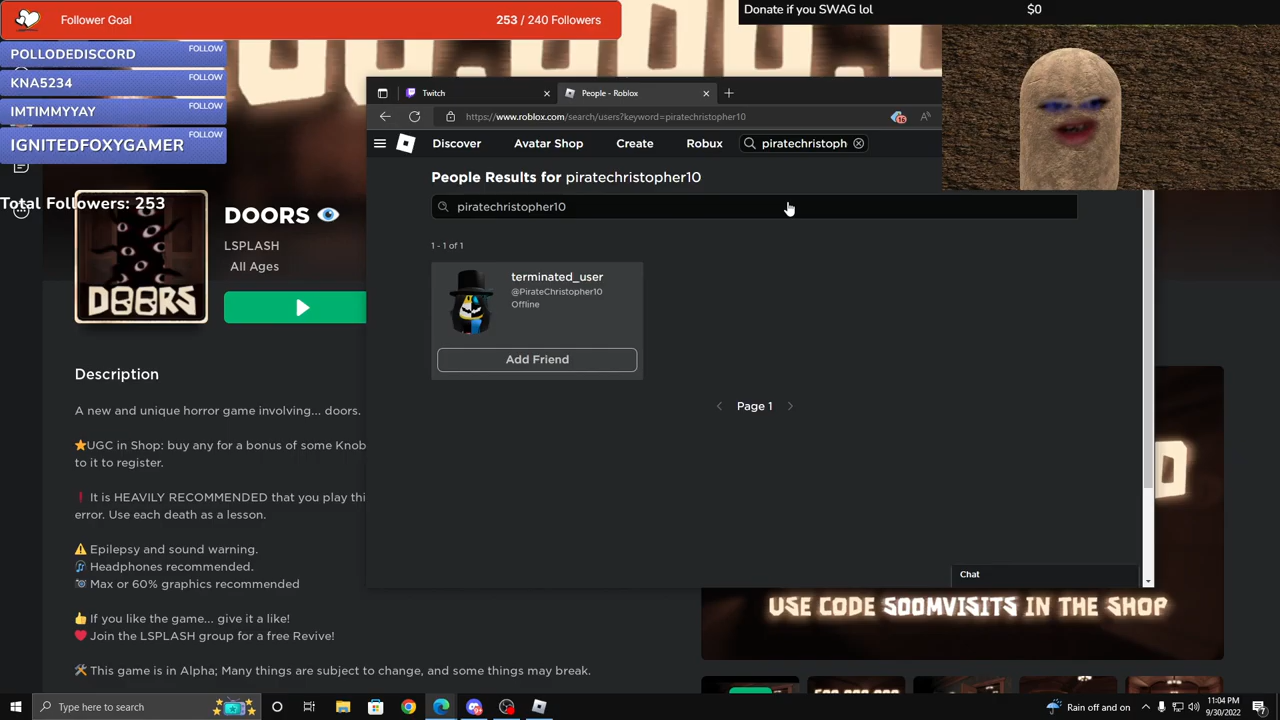 Follower Goal
253 / 240 Followers
Donate if you SWAG lol
$0
POLLODEDISCORD
FOLLOW
KNA5234
FOLLOW
IMTIMMYYAY
FOLLOW
IGNITEDFOXYGAMER
FOLLOW
Total Followers: 253
DOORS
DOORS 👁
LSPLASH
All Ages
Description
A new and unique horror game involving... doors.
⭐UGC in Shop: buy any for a bonus of some Knob
to it to register.
❗ It is HEAVILY RECOMMENDED that you play thi
error. Use each death as a lesson.
⚠ Epilepsy and sound warning.
🎧 Headphones recommended.
Max or 60% graphics recommended
👍 If you like the game... give it a like!
❤ Join the LSPLASH group for a free Revive!
🛠 This game is in Alpha; Many things are subject to change, and some things may break.
Twitch
People - Roblox
https://www.roblox.com/search/users?keyword=piratechristopher10
15
Discover
Avatar Shop
Create
Robux
piratechristoph
People Results for piratechristopher10
piratechristopher10
1 - 1 of 1
terminated_user
@PirateChristopher10
Offline
Add Friend
Page 1
Chat
USE CODE 500MVISITS IN THE SHOP
Type here to search
Rain off and on
11:04 PM
9/30/2022
7